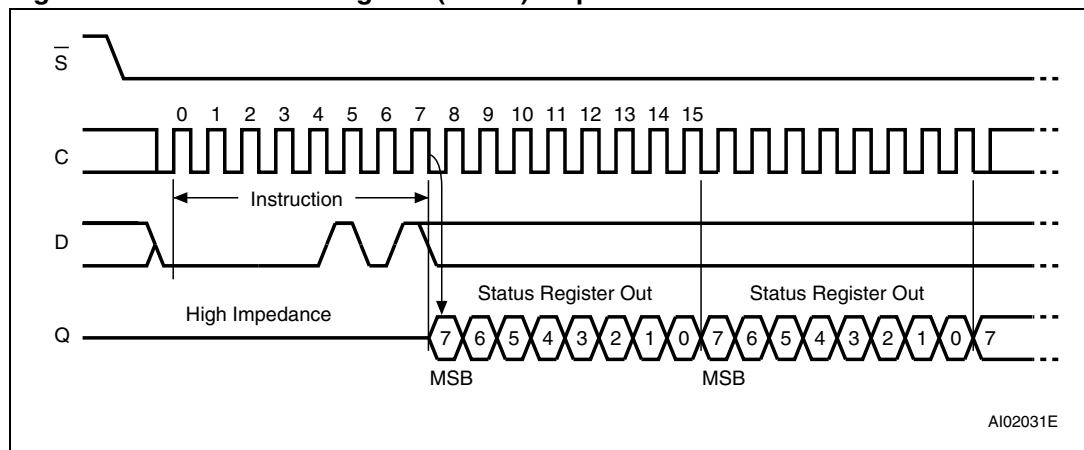 S
0 1 2 3 4 5 6 7 8 9 10 11 12 13 14 15
C
Instruction
D
Status Register Out Status Register Out
High Impedance
Q 7 6 5 4 3 2 1 0 7 6 5 4 3 2 1 0 7
MSB MSB
AI02031E